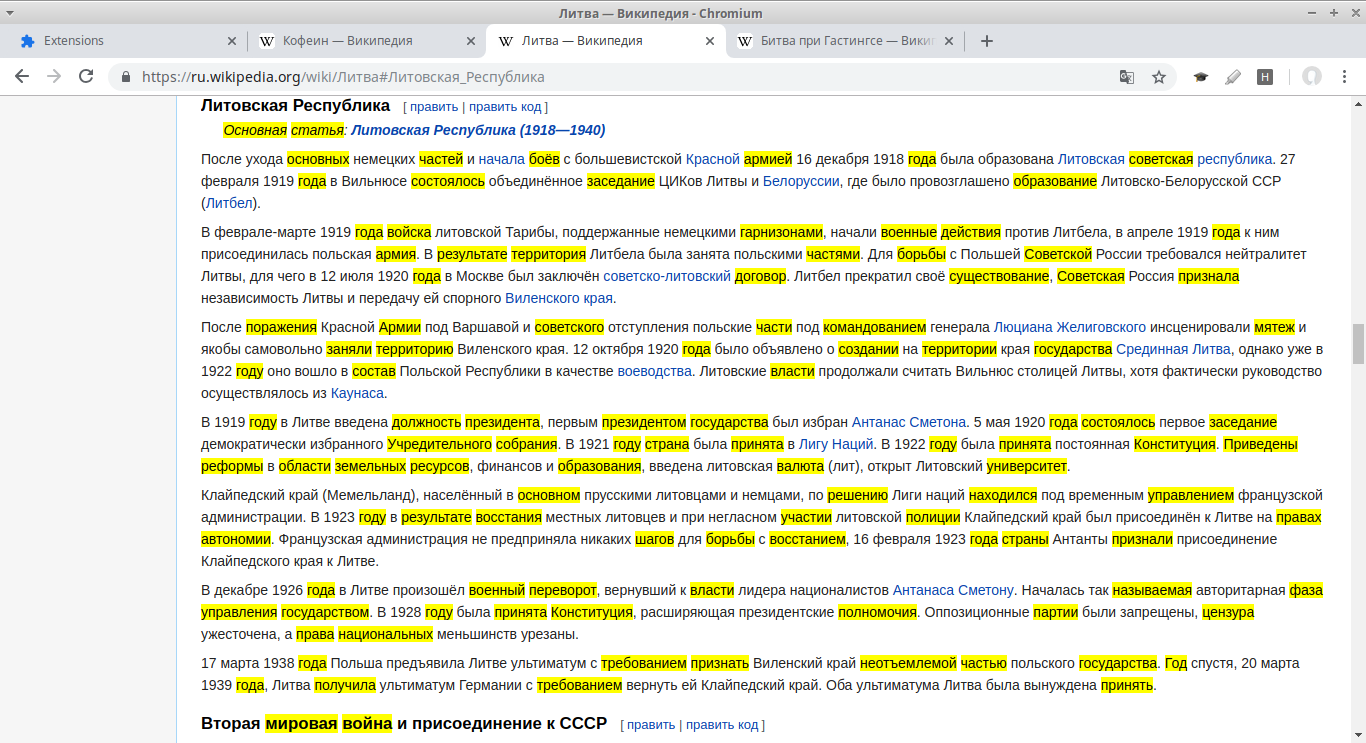 Литва — Википедия - Chromium
Extensions
Кофеин — Википедия
Литва — Википедия
Битва при Гастингсе — Вики
https://ru.wikipedia.org/wiki/Литва#Литовская_Республика
H
Литовская Республика [ править | править код ]
Основная статья: Литовская Республика (1918—1940)
После ухода основных немецких частей и начала боёв с большевистской Красной армией 16 декабря 1918 года была образована Литовская советская республика. 27
февраля 1919 года в Вильнюсе состоялось объединённое заседание ЦИКов Литвы и Белоруссии, где было провозглашено образование Литовско-Белорусской ССР
(Литбел).
В феврале-марте 1919 года войска литовской Тарибы, поддержанные немецкими гарнизонами, начали военные действия против Литбела, в апреле 1919 года к ним
присоединилась польская армия. В результате территория Литбела была занята польскими частями. Для борьбы с Польшей Советской России требовался нейтралитет
Литвы, для чего в 12 июля 1920 года в Москве был заключён советско-литовский договор. Литбел прекратил своё существование, Советская Россия признала
независимость Литвы и передачу ей спорного Виленского края.
После поражения Красной Армии под Варшавой и советского отступления польские части под командованием генерала Люциана Желиговского инсценировали мятеж и
якобы самовольно заняли территорию Виленского края. 12 октября 1920 года было объявлено о создании на территории края государства Срединная Литва, однако уже в
1922 году оно вошло в состав Польской Республики в качестве воеводства. Литовские власти продолжали считать Вильнюс столицей Литвы, хотя фактически руководство
осуществлялось из Каунаса.
В 1919 году в Литве введена должность президента, первым президентом государства был избран Антанас Сметона. 5 мая 1920 года состоялось первое заседание
демократически избранного Учредительного собрания. В 1921 году страна была принята в Лигу Наций. В 1922 году была принята постоянная Конституция. Приведены
реформы в области земельных ресурсов, финансов и образования, введена литовская валюта (лит), открыт Литовский университет.
Клайпедский край (Мемельланд), населённый в основном прусскими литовцами и немцами, по решению Лиги наций находился под временным управлением французской
администрации. В 1923 году в результате восстания местных литовцев и при негласном участии литовской полиции Клайпедский край был присоединён к Литве на правах
автономии. Французская администрация не предприняла никаких шагов для борьбы с восстанием, 16 февраля 1923 года страны Антанты признали присоединение
Клайпедского края к Литве.
В декабре 1926 года в Литве произошёл военный переворот, вернувший к власти лидера националистов Антанаса Сметону. Началась так называемая авторитарная фаза
управления государством. В 1928 году была принята Конституция, расширяющая президентские полномочия. Оппозиционные партии были запрещены, цензура
ужесточена, а права национальных меньшинств урезаны.
17 марта 1938 года Польша предъявила Литве ультиматум с требованием признать Виленский край неотъемлемой частью польского государства. Год спустя, 20 марта
1939 года, Литва получила ультиматум Германии с требованием вернуть ей Клайпедский край. Оба ультиматума Литва была вынуждена принять.
Вторая мировая война и присоединение к СССР [ править | править код ]